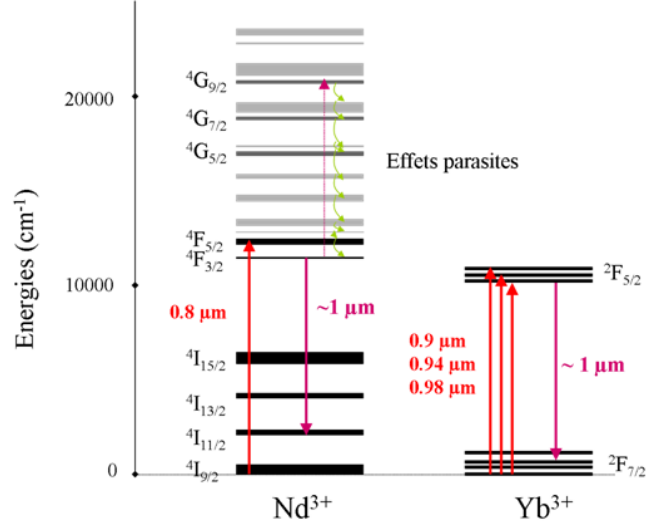 Energies (cm⁻¹)
20000
10000
0
⁴G₉/₂
⁴G₇/₂
⁴G₅/₂
⁴F₅/₂
⁴F₃/₂
⁴I₁₅/₂
⁴I₁₃/₂
⁴I₁₁/₂
⁴I₉/₂
0.8 µm
~1 µm
Effets parasites
²F₅/₂
0.9 µm
0.94 µm
0.98 µm
~ 1 µm
²F₇/₂
Nd³⁺
Yb³⁺